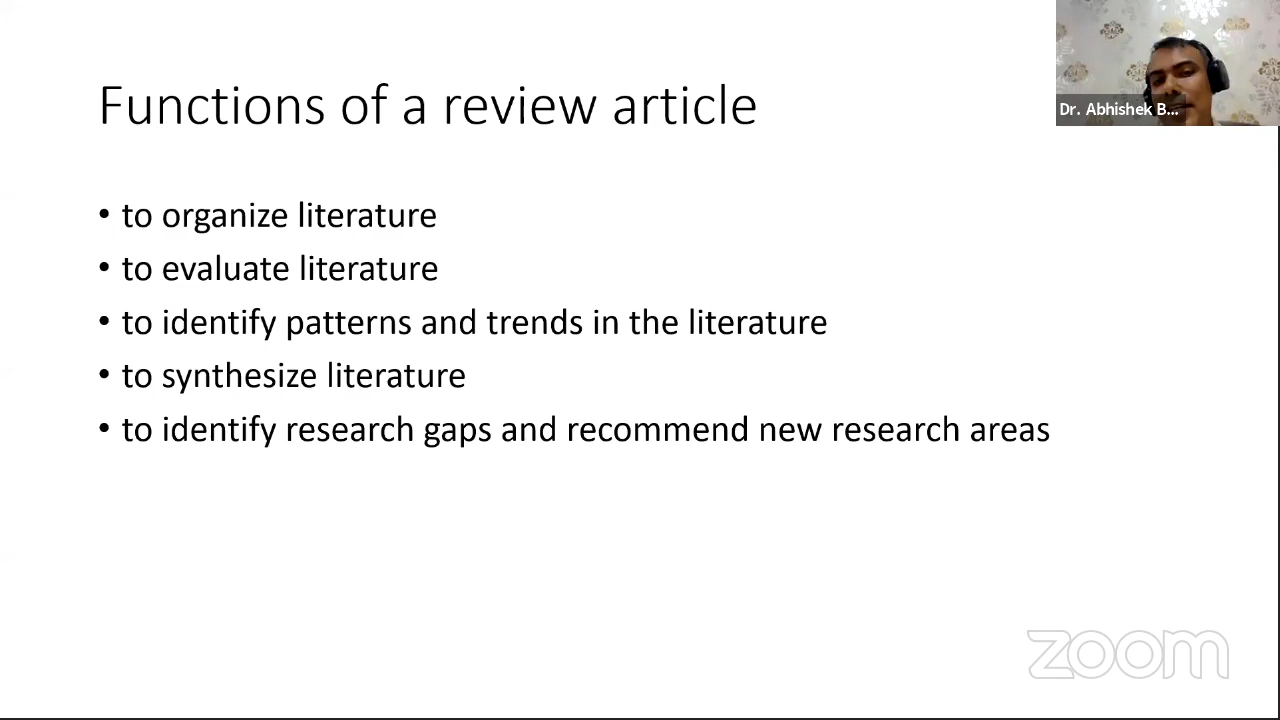 Functions of a review article
Dr. Abhishek B...
• to organize literature
• to evaluate literature
• to identify patterns and trends in the literature
• to synthesize literature
• to identify research gaps and recommend new research areas
zoom